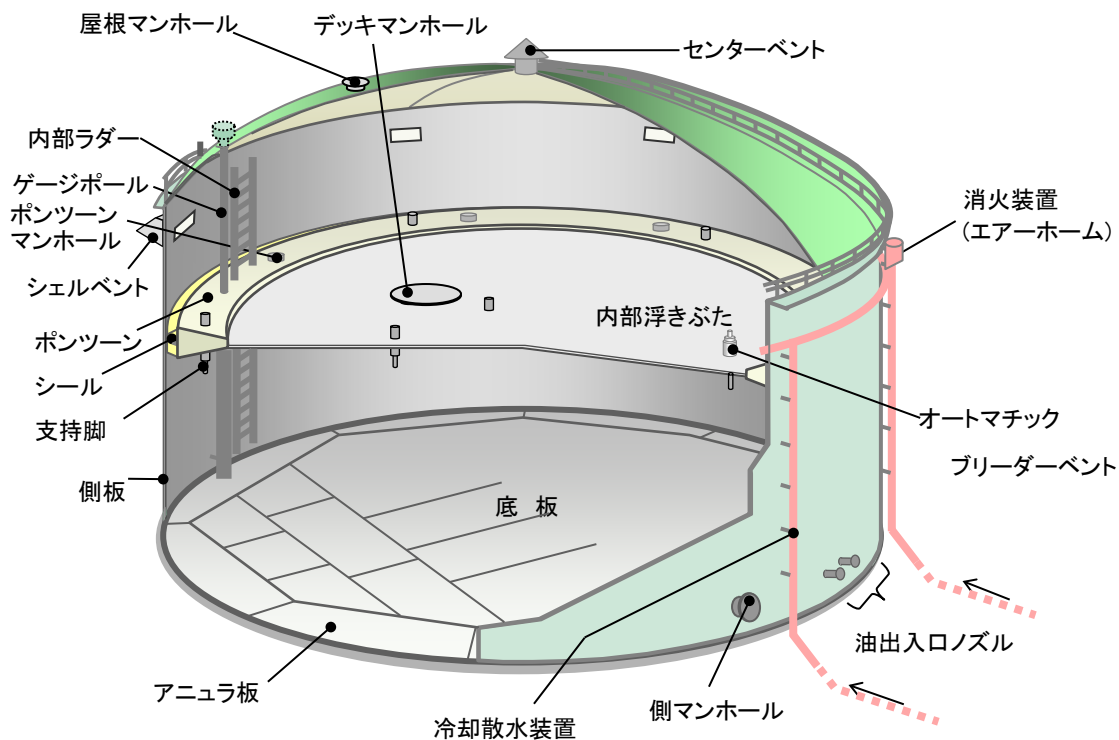 屋根マンホール
デッキマンホール
センターベント
内部ラダー
ゲージポール
ポンツーン
マンホール
シェルベント
ポンツーン
シール
支持脚
側板
消火装置
(エアーホーム)
内部浮きぶた
オートマチック
ブリーダーベント
底 板
油出入口ノズル
アニュラ板
冷却散水装置
側マンホール